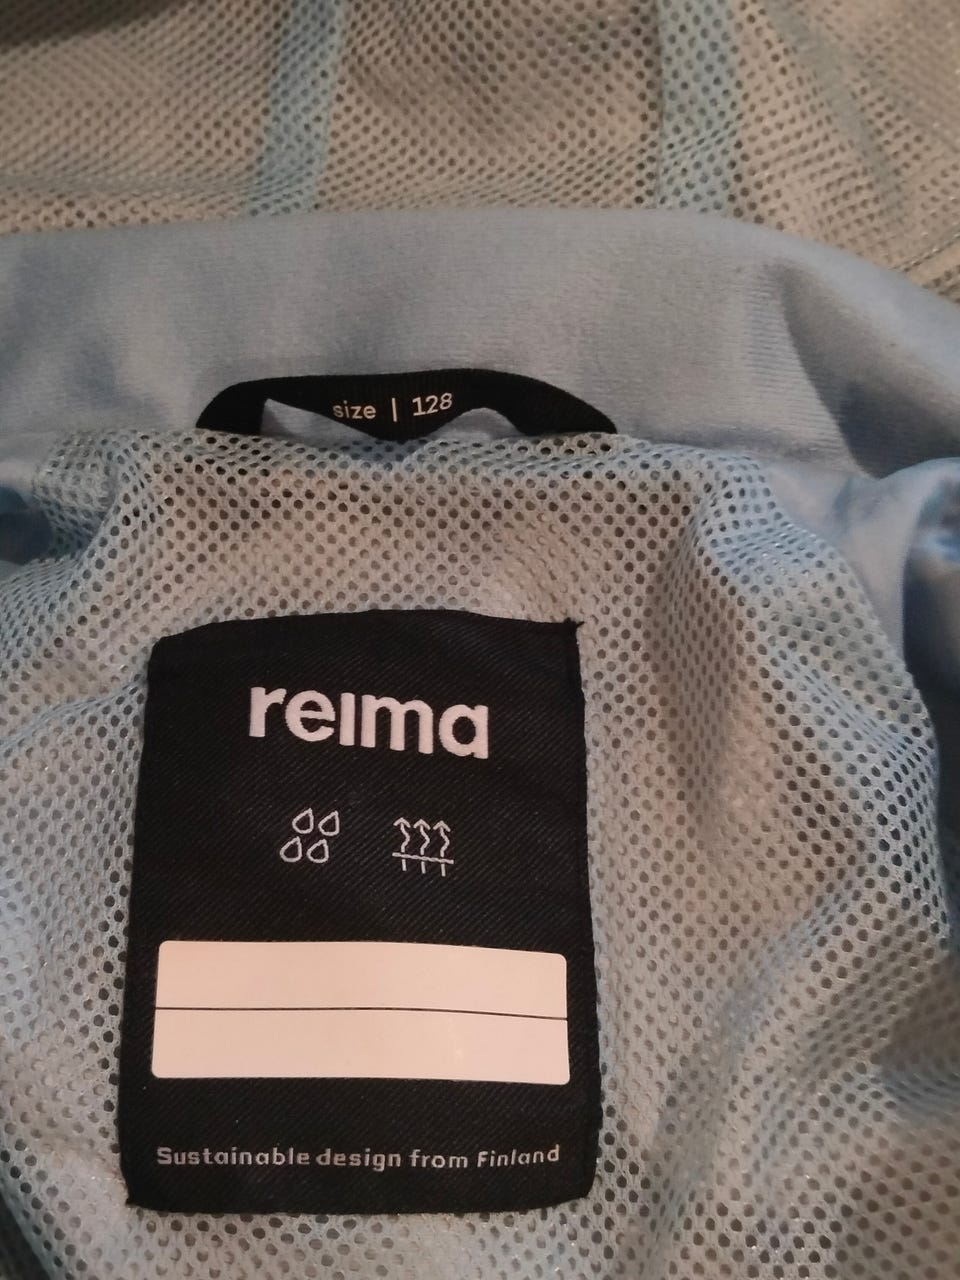 size | 128
reima
Sustainable design from Finland